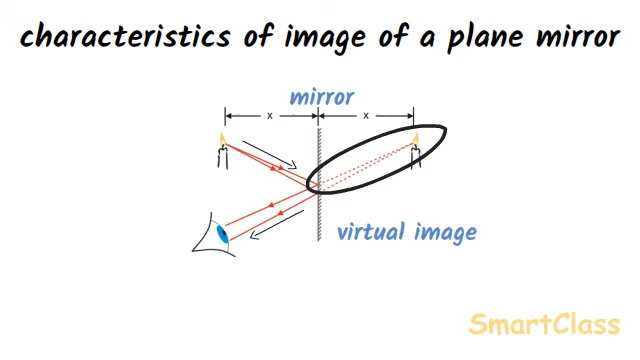 characteristics of image of a plane mirror
mirror
x x
virtual image
SmartClass